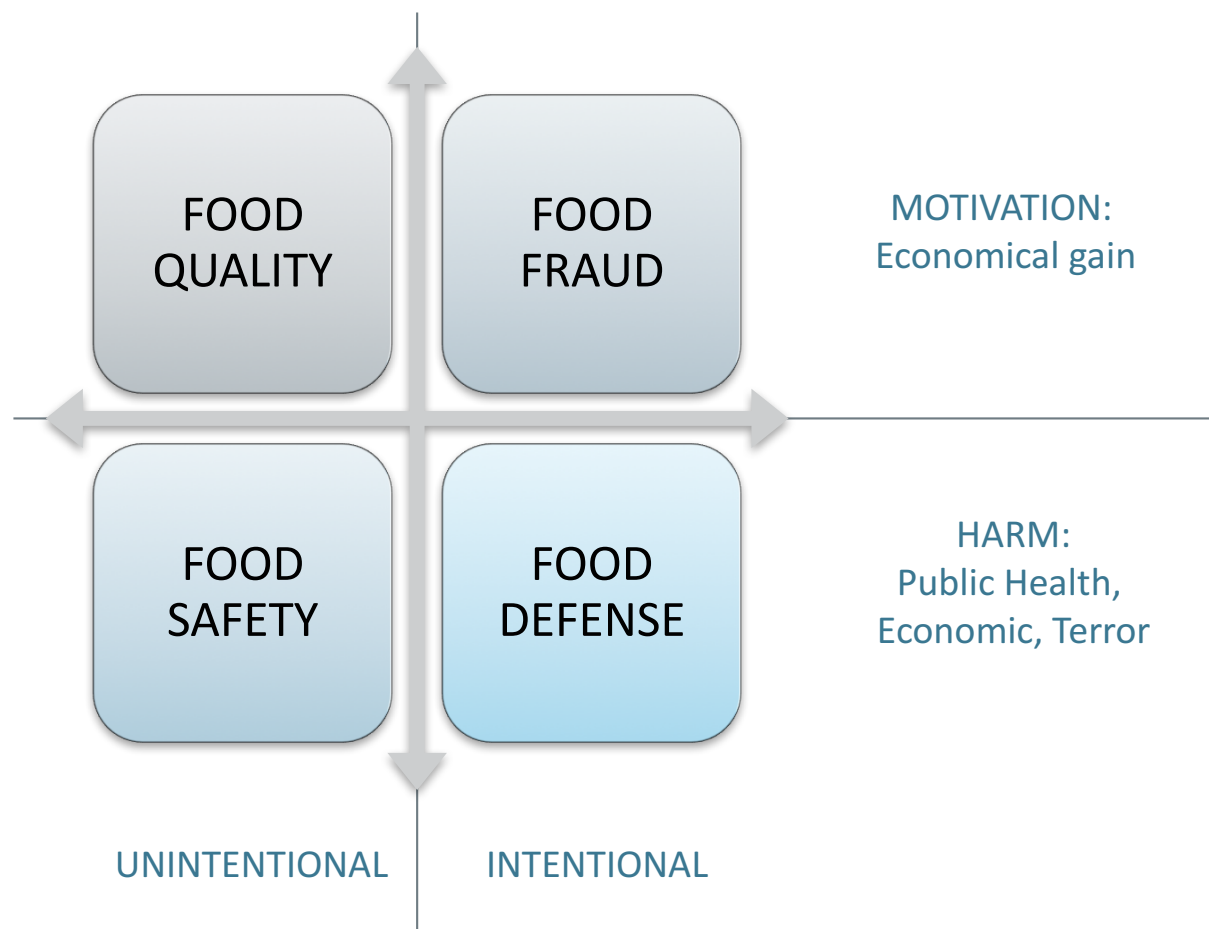 FOOD
QUALITY
FOOD
FRAUD
MOTIVATION:
Economical gain
FOOD
SAFETY
FOOD
DEFENSE
HARM:
Public Health,
Economic, Terror
UNINTENTIONAL
INTENTIONAL